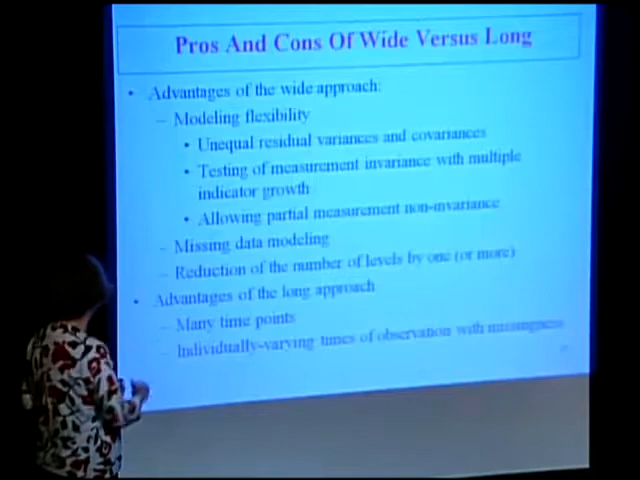 Pros And Cons Of Wide Versus Long
• Advantages of the wide approach:
– Modeling flexibility
• Unequal residual variances and covariances
• Testing of measurement invariance with multiple
indicator growth
• Allowing partial measurement non-invariance
– Missing data modeling
– Reduction of the number of levels by one (or more)
• Advantages of the long approach
– Many time points
– Individually-varying times of observation with missingness